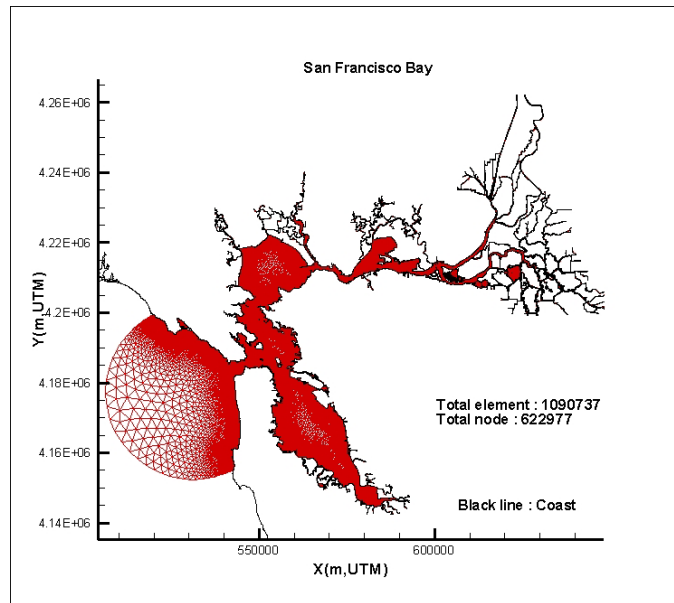 San Francisco Bay
4.26E+06
4.24E+06
4.22E+06
4.2E+06
4.18E+06
4.16E+06
4.14E+06
Y(m,UTM)
Total element : 1090737
Total node : 622977
Black line : Coast
550000
600000
X(m,UTM)